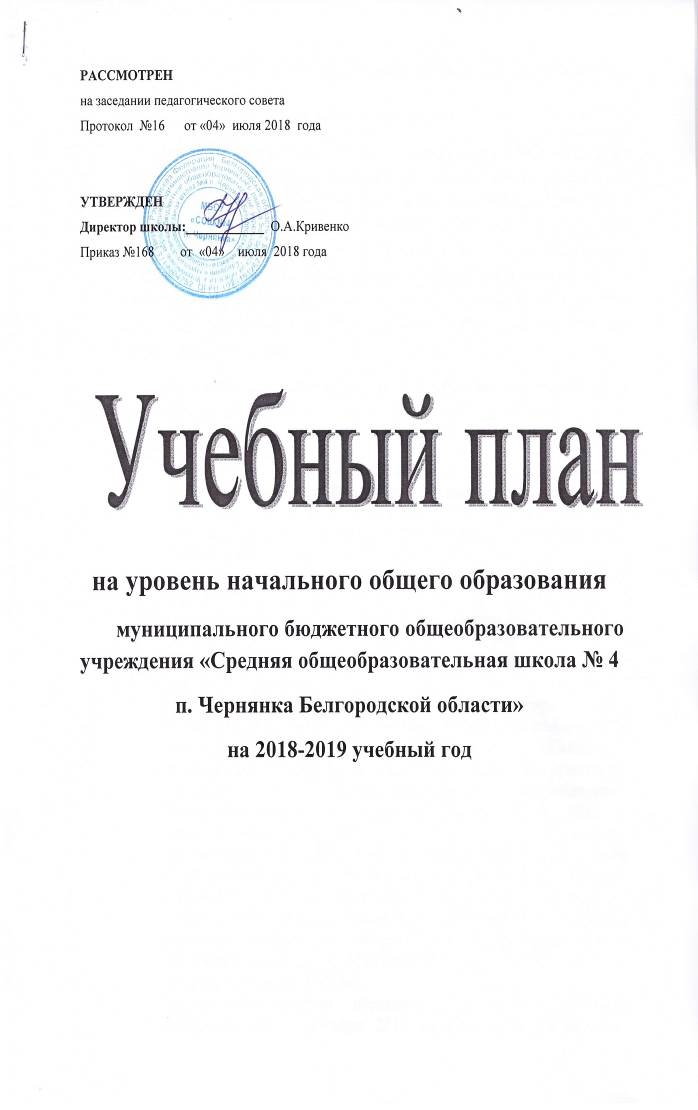 РАССМОТРЕН
на заседании педагогического совета
Протокол №16 от «04» июля 2018 года
УТВЕРЖДЕН
Директор школы:______________ О.А.Кривенко
Приказ №168 от «04» июля 2018 года
Учебный план
на уровень начального общего образования
муниципального бюджетного общеобразовательного
учреждения «Средняя общеобразовательная школа № 4
п. Чернянка Белгородской области»
на 2018-2019 учебный год